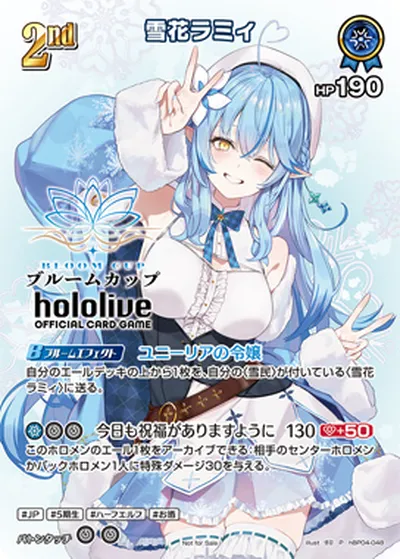 2nd
雪花ラミィ
HP190
BLOOM CUP
ブルームカップ
hololive
OFFICIAL CARD GAME
ブルームエフェクト ユニーリアの令嬢
自分のエールデッキの上から1枚を、自分の〈雪民〉が付いている〈雪花
ラミィ〉に送る。
今日も祝福がありますように 130 +50
このホロメンのエール1枚をアーカイブできる：相手のセンターホロメン
かバックホロメン1人に特殊ダメージ30を与える。
#JP #5期生 #ハーフエルフ #お酒
バトンタッチ
Not for Sale
P hBP04-048